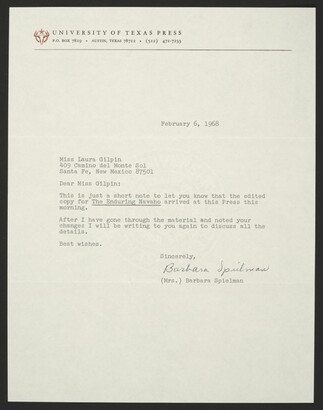 UNIVERSITY OF TEXAS PRESS
P.O. BOX 7819 • AUSTIN, TEXAS 78712 • (512) 471-7233
February 6, 1968
Miss Laura Gilpin
409 Camino del Monte Sol
Santa Fe, New Mexico 87501
Dear Miss Gilpin:
This is just a short note to let you know that the edited
copy for The Enduring Navaho arrived at this Press this
morning.
After I have gone through the material and noted your
changes I will be writing to you again to discuss all the
details.
Best wishes.
Sincerely,
Barbara Spielman
(Mrs.) Barbara Spielman